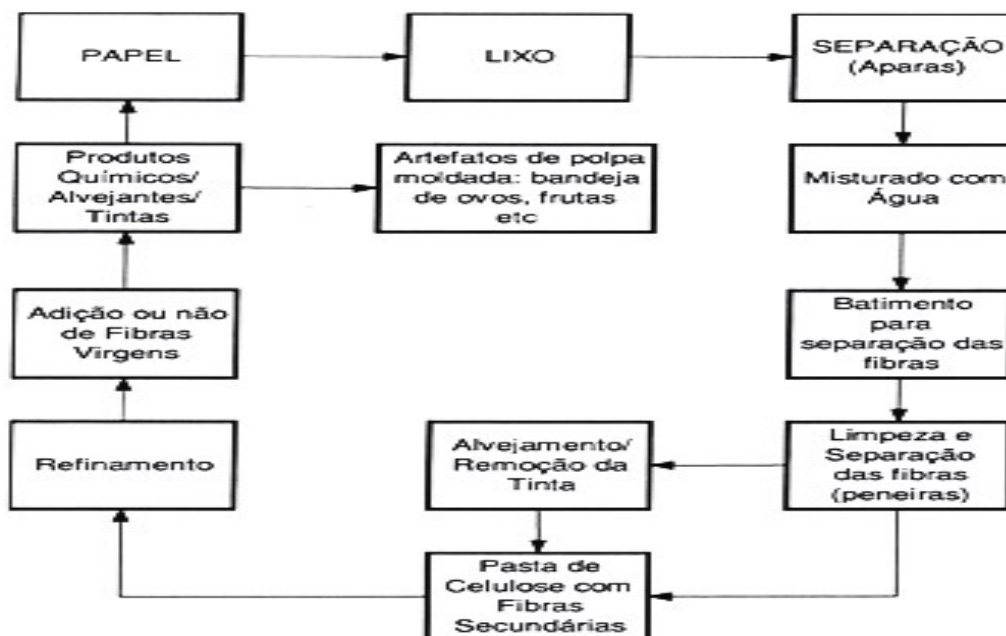 PAPEL
LIXO
SEPARAÇÃO
(Aparas)
Produtos
Químicos/
Alvejantes/
Tintas
Artefatos de polpa
moldada: bandeja
de ovos, frutas
etc
Misturado com
Água
Adição ou não
de Fibras
Virgens
Batimento
para
separação das
fibras
Refinamento
Alvejamento/
Remoção da
Tinta
Limpeza e
Separação
das fibras
(peneiras)
Pasta de
Celulose com
Fibras
Secundárias